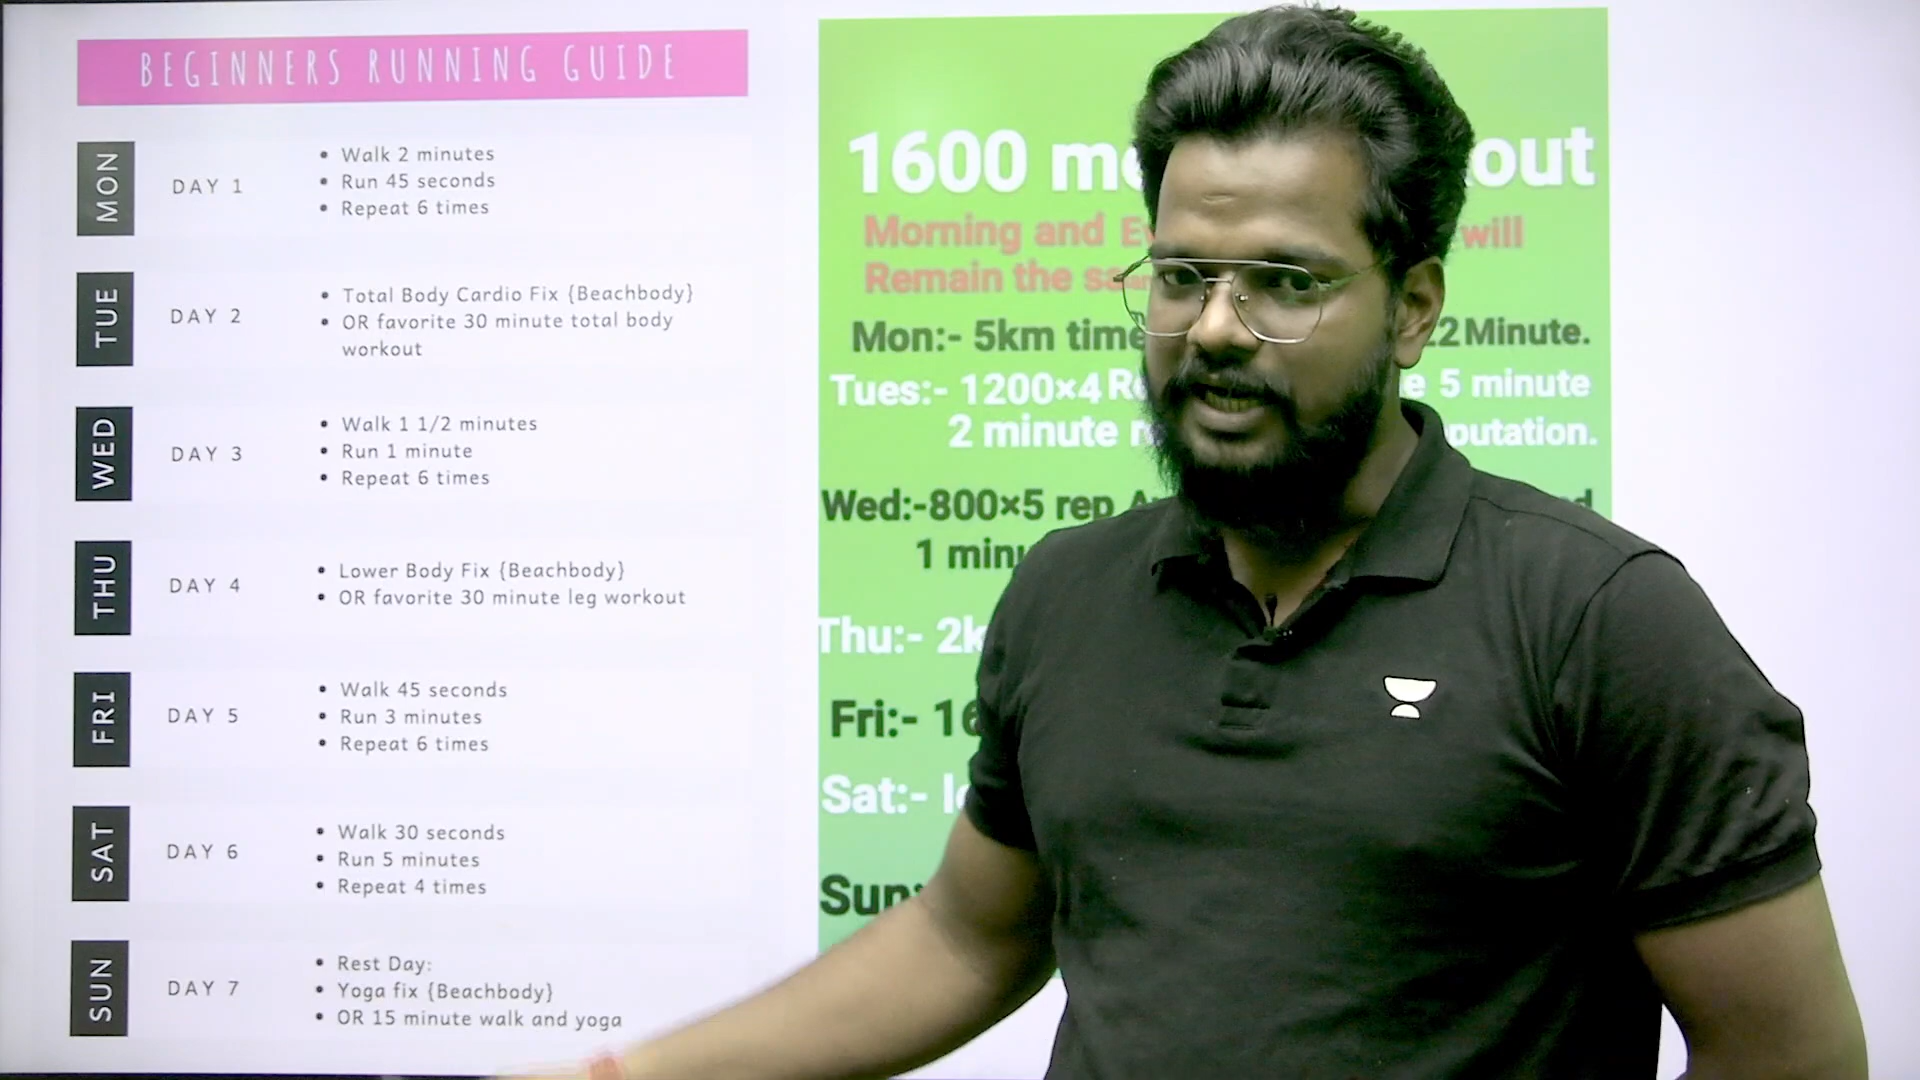 BEGINNERS RUNNING GUIDE
MON
DAY 1
• Walk 2 minutes
• Run 45 seconds
• Repeat 6 times
TUE
DAY 2
• Total Body Cardio Fix {Beachbody}
• OR favorite 30 minute total body
workout
WED
DAY 3
• Walk 1 1/2 minutes
• Run 1 minute
• Repeat 6 times
THU
DAY 4
• Lower Body Fix {Beachbody}
• OR favorite 30 minute leg workout
FRI
DAY 5
• Walk 45 seconds
• Run 3 minutes
• Repeat 6 times
SAT
DAY 6
• Walk 30 seconds
• Run 5 minutes
• Repeat 4 times
SUN
DAY 7
• Rest Day:
• Yoga fix {Beachbody}
• OR 15 minute walk and yoga
1600
Morning and will
Remain the
Mon:- 5km Minute.
Tues:- 1200×4 5 minute
2 minute
Wed:-800×5 rep
1
Thu:-
Fri:-
Sat:-